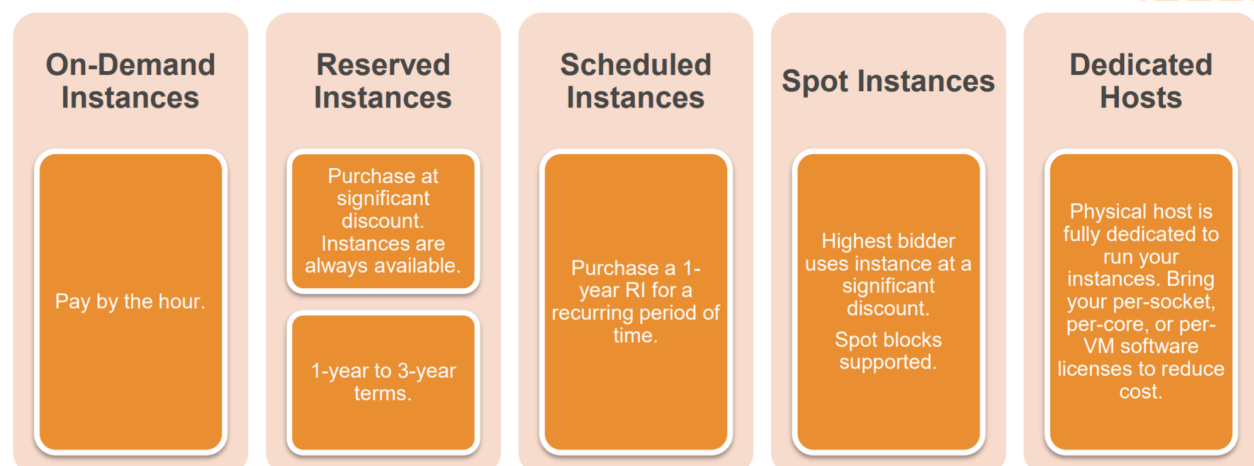 On-Demand
Instances
Pay by the hour.
Reserved
Instances
Purchase at
significant
discount.
Instances are
always available.
1-year to 3-year
terms.
Scheduled
Instances
Purchase a 1-
year RI for a
recurring period of
time.
Spot Instances
Highest bidder
uses instance at a
significant
discount.
Spot blocks
supported.
Dedicated
Hosts
Physical host is
fully dedicated to
run your
instances. Bring
your per-socket,
per-core, or per-
VM software
licenses to reduce
cost.